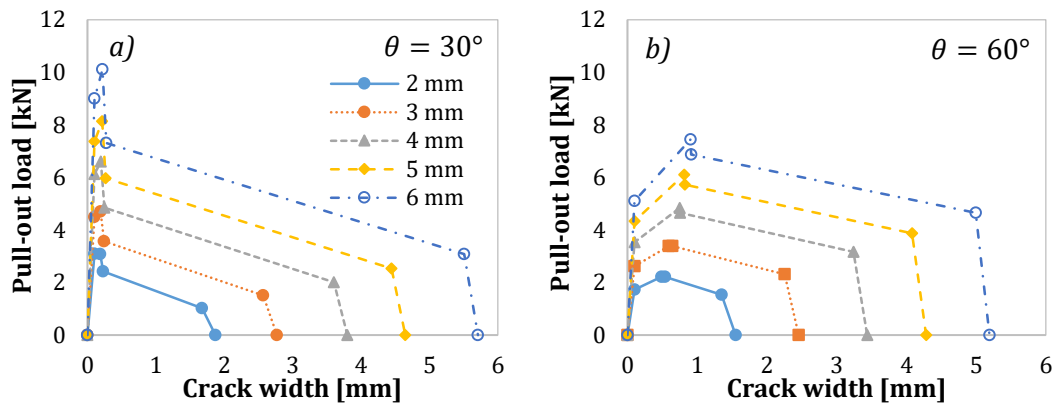 a)
θ = 30°
Pull-out load [kN]
12
10
8
6
4
2
0
2 mm
3 mm
4 mm
5 mm
6 mm
0 1 2 3 4 5 6
Crack width [mm]
b)
θ = 60°
Pull-out load [kN]
12
10
8
6
4
2
0
0 1 2 3 4 5 6
Crack width [mm]